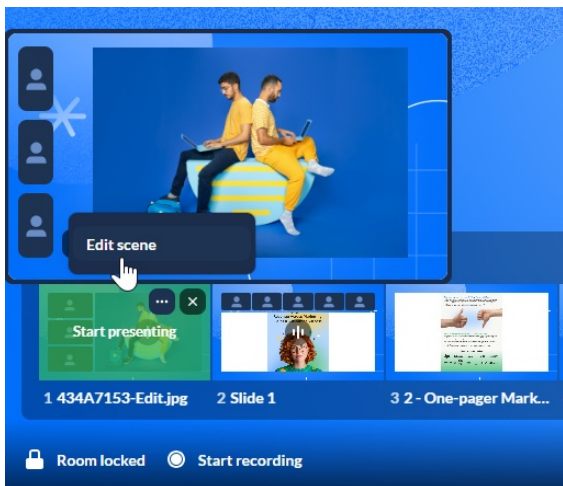 Edit scene
Start presenting
1 434A7153-Edit.jpg
2 Slide 1
3 2 - One-pager Mark...
Room locked
Start recording